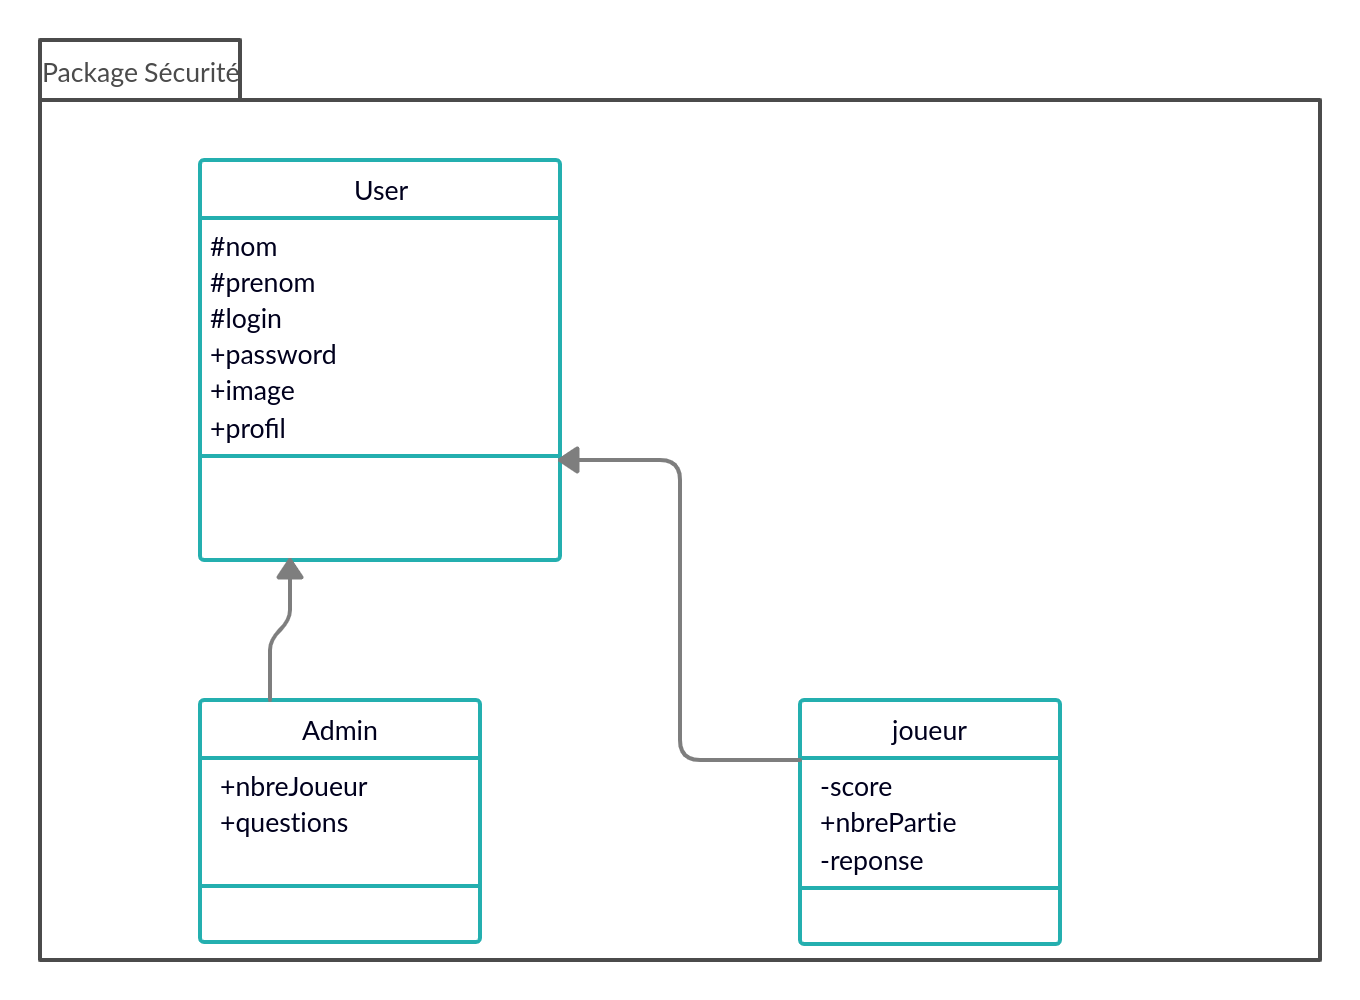 Package Sécurité
User
#nom
#prenom
#login
+password
+image
+profil
Admin
+nbreJoueur
+questions
joueur
-score
+nbrePartie
-reponse